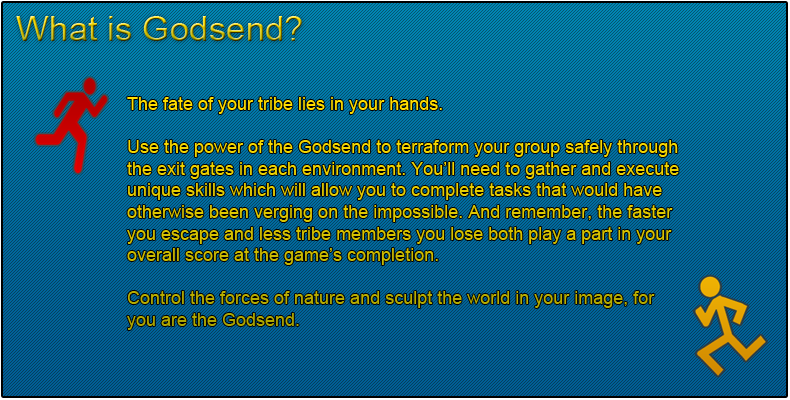 What is Godsend?
The fate of your tribe lies in your hands.
Use the power of the Godsend to terraform your group safely through
the exit gates in each environment. You'll need to gather and execute
unique skills which will allow you to complete tasks that would have
otherwise been verging on the impossible. And remember, the faster
you escape and less tribe members you lose both play a part in your
overall score at the game's completion.
Control the forces of nature and sculpt the world in your image, for
you are the Godsend.